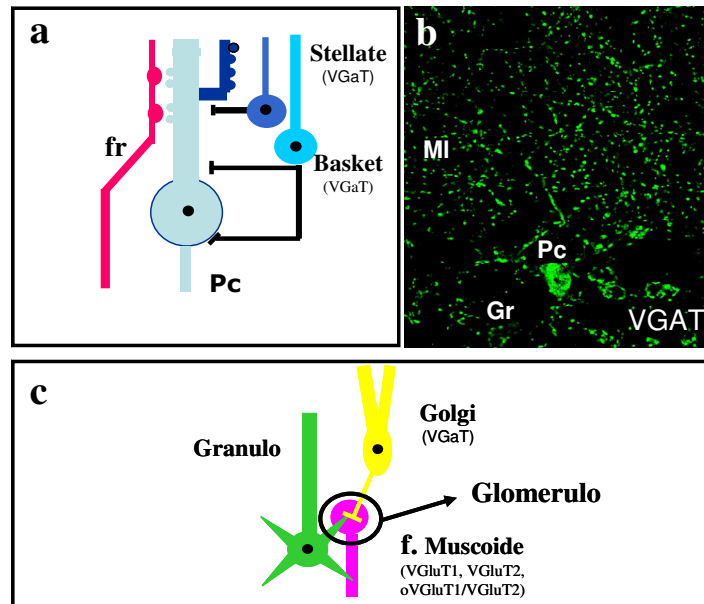 a
Stellate
(VGaT)
fr
Basket
(VGaT)
Pc
b
Ml
Pc
Gr
VGAT
c
Golgi
(VGaT)
Granulo
Glomerulo
f. Muscoide
(VGluT1, VGluT2,
oVGluT1/VGluT2)